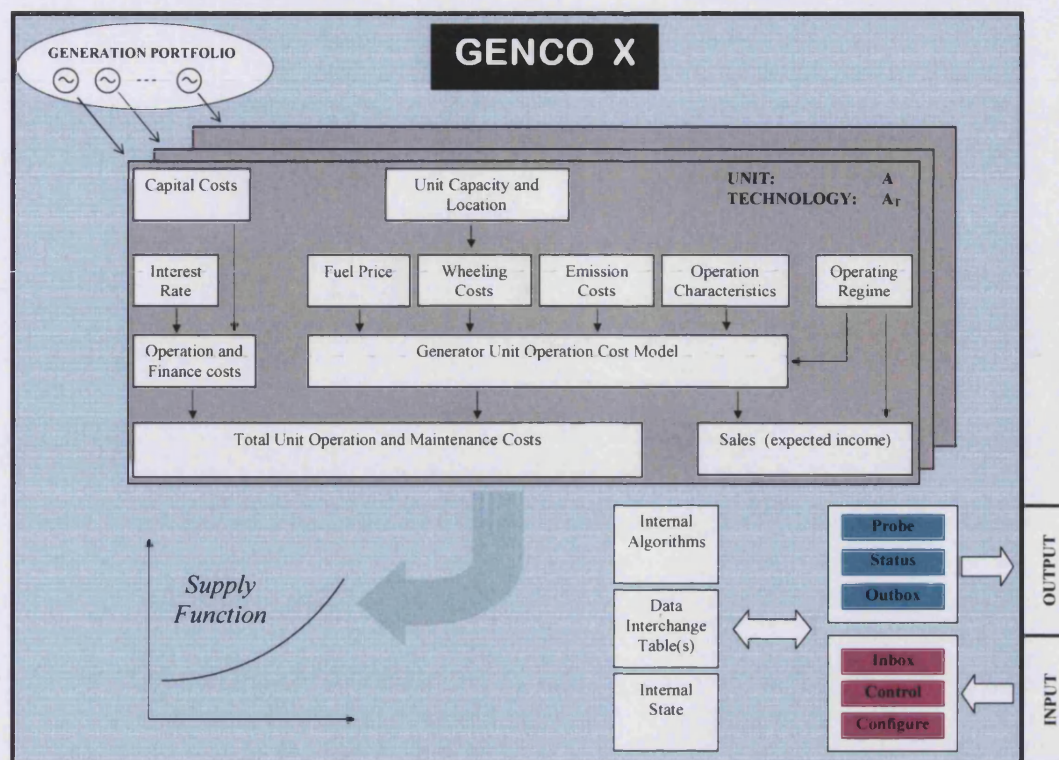 GENERATION PORTFOLIO
GENCO X
UNIT: A
TECHNOLOGY: Ar
Capital Costs
Unit Capacity and
Location
Interest
Rate
Fuel Price
Wheeling
Costs
Emission
Costs
Operation
Characteristics
Operating
Regime
Operation and
Finance costs
Generator Unit Operation Cost Model
Total Unit Operation and Maintenance Costs
Sales (expected income)
Supply
Function
Internal
Algorithms
Data
Interchange
Table(s)
Internal
State
Probe
Status
Outbox
Inbox
Control
Configure
OUTPUT
INPUT